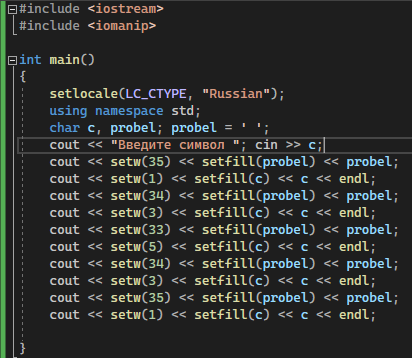 #include <iostream>
#include <iomanip>
int main()
{
setlocale(LC_CTYPE, "Russian");
using namespace std;
char c, probel; probel = ' ';
cout << "Введите символ "; cin >> c;
cout << setw(35) << setfill(probel) << probel;
cout << setw(1) << setfill(c) << c << endl;
cout << setw(34) << setfill(probel) << probel;
cout << setw(3) << setfill(c) << c << endl;
cout << setw(33) << setfill(probel) << probel;
cout << setw(5) << setfill(c) << c << endl;
cout << setw(34) << setfill(probel) << probel;
cout << setw(3) << setfill(c) << c << endl;
cout << setw(35) << setfill(probel) << probel;
cout << setw(1) << setfill(c) << c << endl;
}